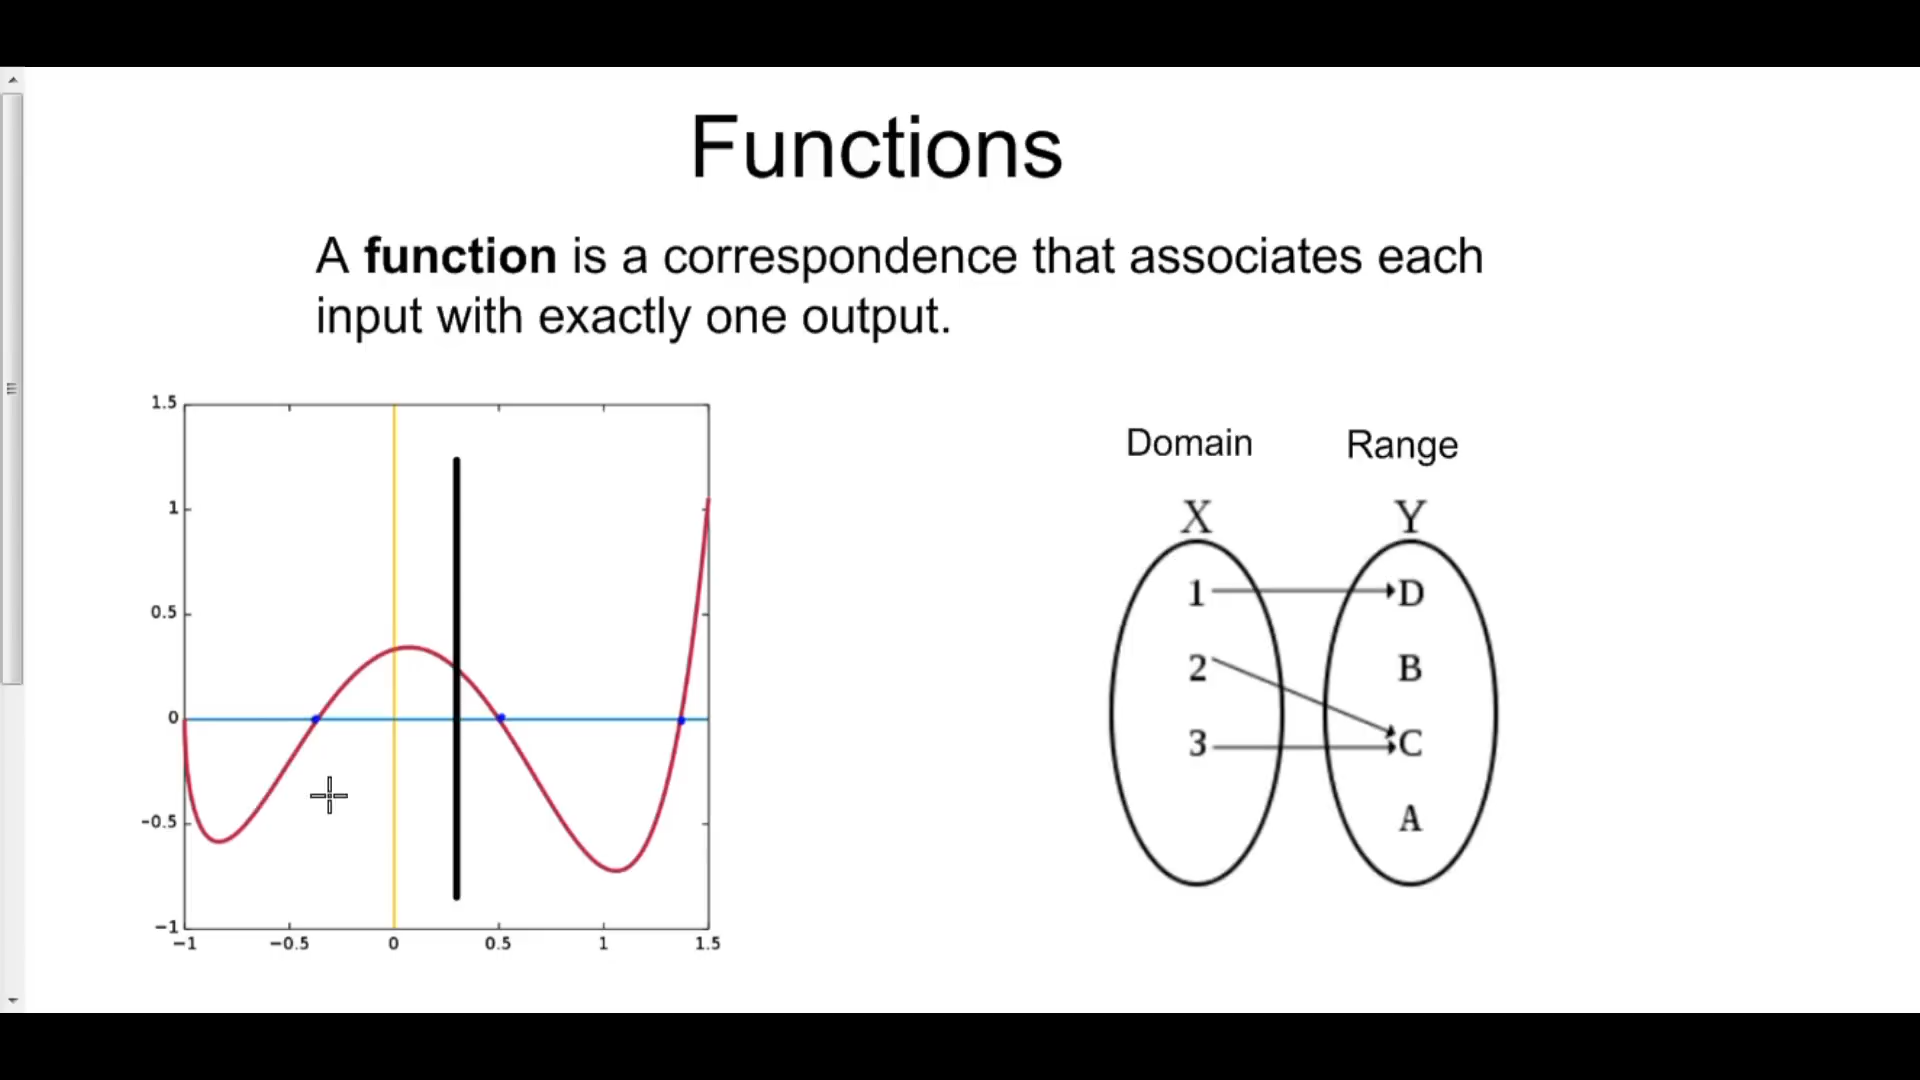 Functions
A function is a correspondence that associates each
input with exactly one output.
1.5
1
0.5
0
−0.5
−1
−1 −0.5 0 0.5 1 1.5
Domain Range
X Y
1 D
2 B
3 C
A